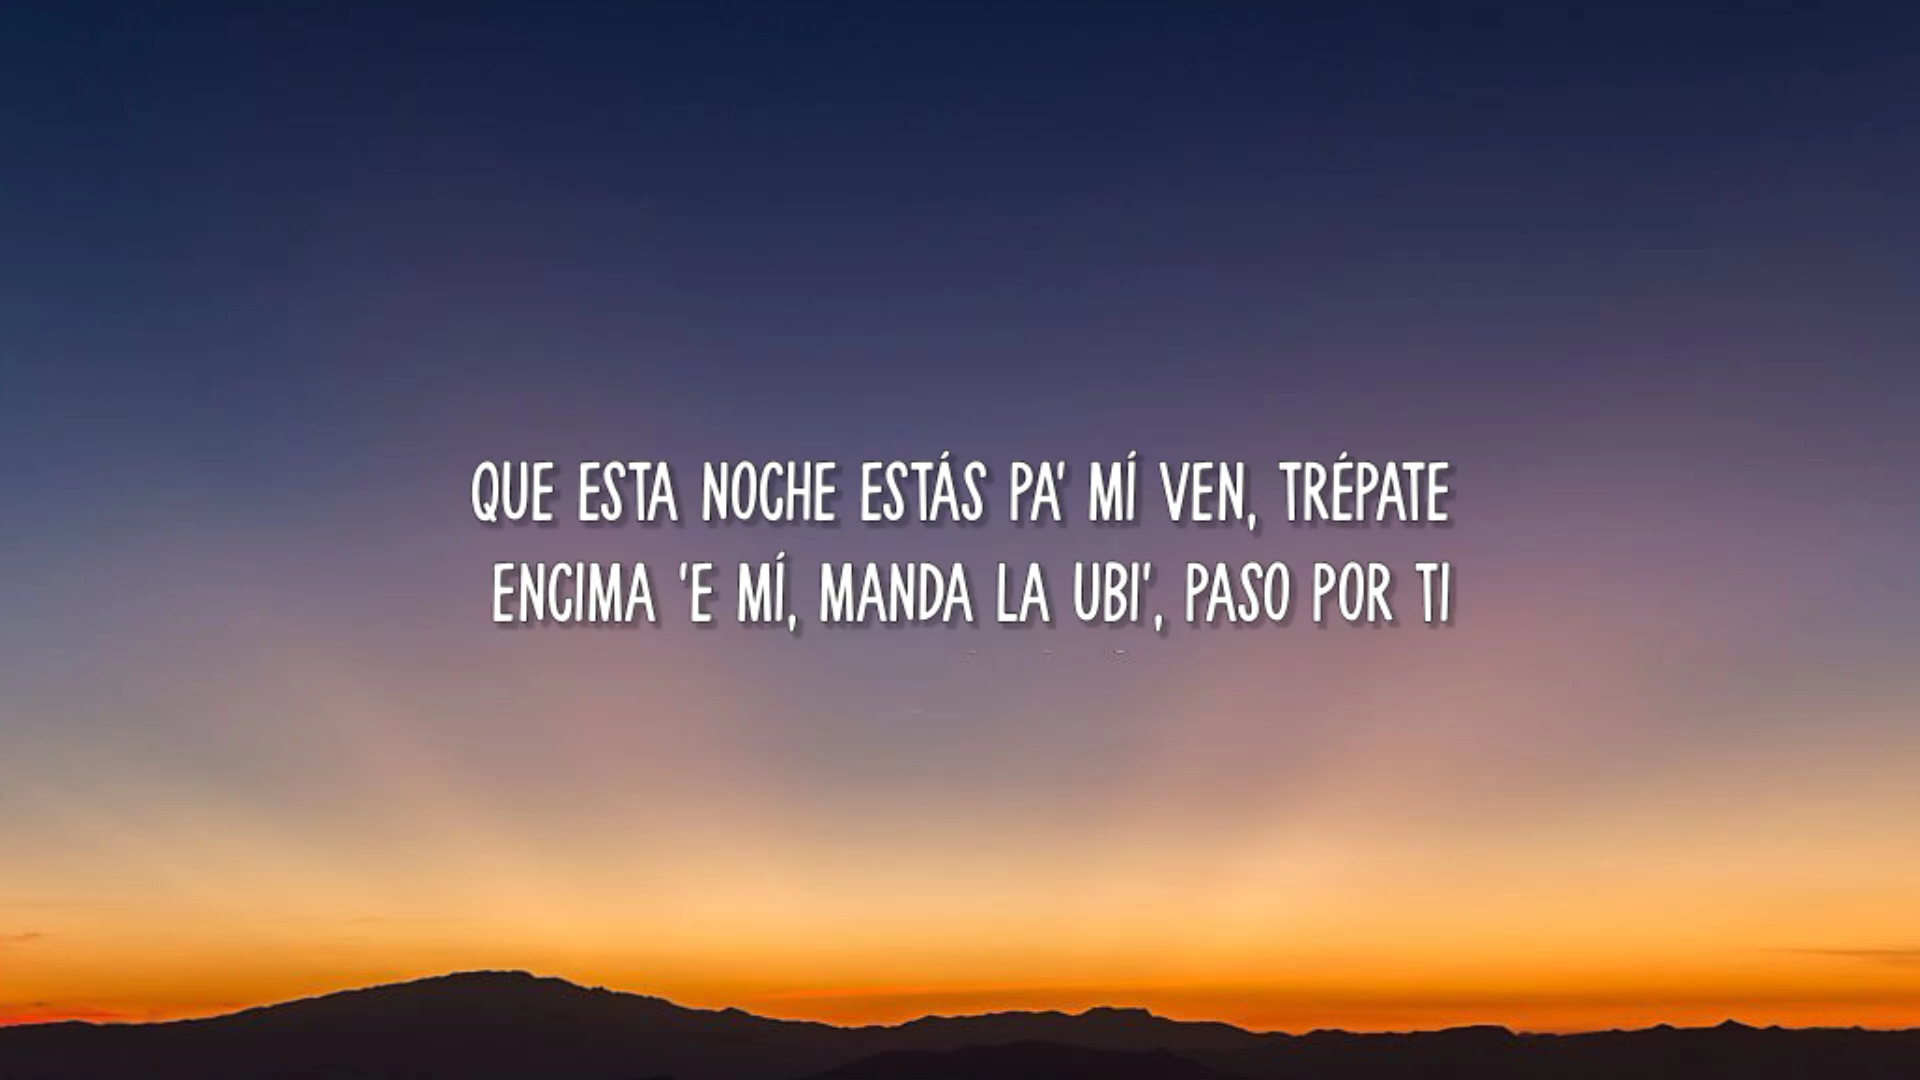 QUE ESTA NOCHE ESTÁS PA' MÍ VEN, TRÉPATE
ENCIMA 'E MÍ, MANDA LA UBI', PASO POR TI